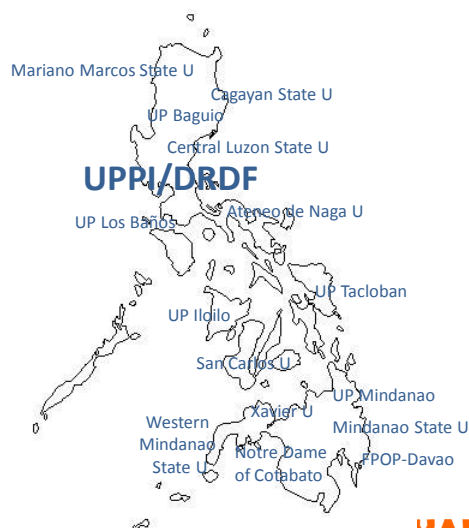 Mariano Marcos State U
Cagayan State U
UP Baguio
Central Luzon State U
UPPI/DRDF
Ateneo de Naga U
UP Los Baños
UP Tacloban
UP Iloilo
San Carlos U
UP Mindanao
Xavier U
Western
Mindanao
State U
Mindanao State U
Notre Dame
of Cotabato
FPOP-Davao